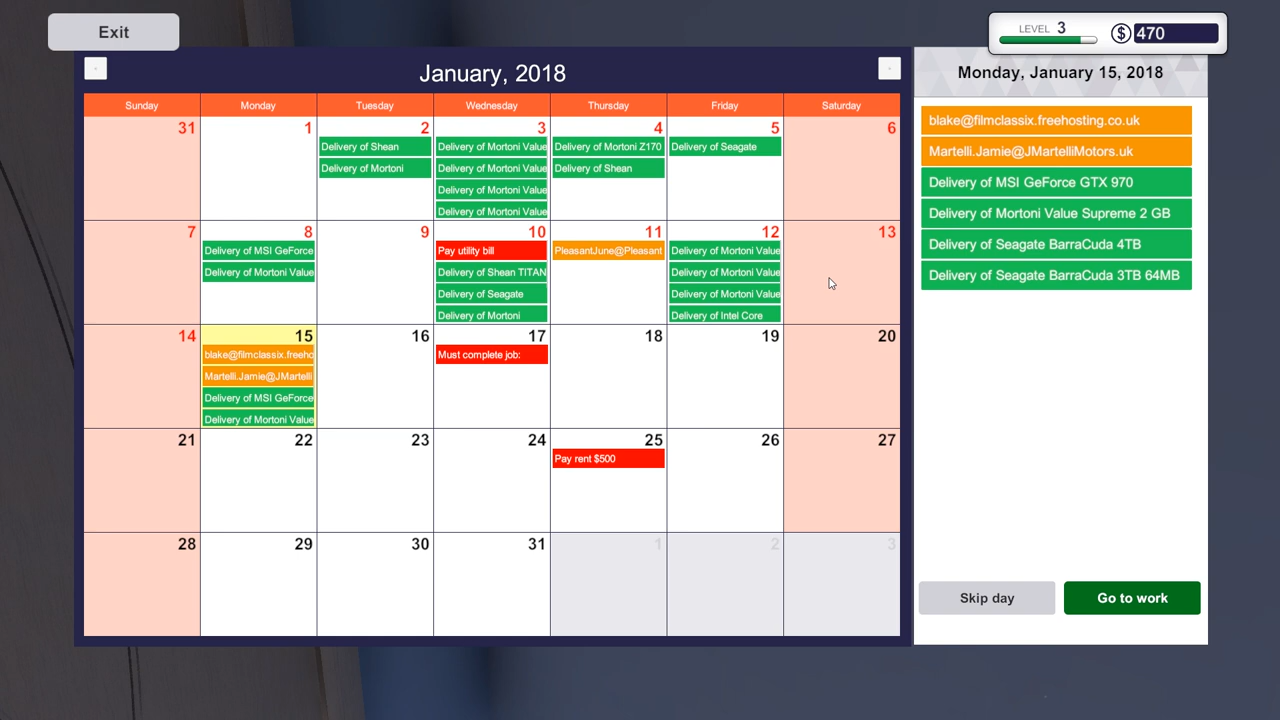 Exit
LEVEL 3
$ 470
January, 2018
Monday, January 15, 2018
Sunday Monday Tuesday Wednesday Thursday Friday Saturday
31 1 2 3 4 5 6
Delivery of Shean
Delivery of Mortoni
Delivery of Mortoni Value
Delivery of Mortoni Value
Delivery of Mortoni Value
Delivery of Mortoni Value
Delivery of Mortoni Z170
Delivery of Shean
Delivery of Seagate
7 8 9 10 11 12 13
Delivery of MSI GeForce
Delivery of Mortoni Value
Pay utility bill
Delivery of Shean TITAN
Delivery of Seagate
Delivery of Mortoni
PleasantJune@Pleasant
Delivery of Mortoni Value
Delivery of Mortoni Value
Delivery of Mortoni Value
Delivery of Intel Core
14 15 16 17 18 19 20
blake@filmclassix.freeho
Martelli.Jamie@JMartelli
Delivery of MSI GeForce
Delivery of Mortoni Value
Must complete job:
21 22 23 24 25 26 27
Pay rent $500
28 29 30 31 1 2 3
blake@filmclassix.freehosting.co.uk
Martelli.Jamie@JMartelliMotors.uk
Delivery of MSI GeForce GTX 970
Delivery of Mortoni Value Supreme 2 GB
Delivery of Seagate BarraCuda 4TB
Delivery of Seagate BarraCuda 3TB 64MB
Skip day
Go to work